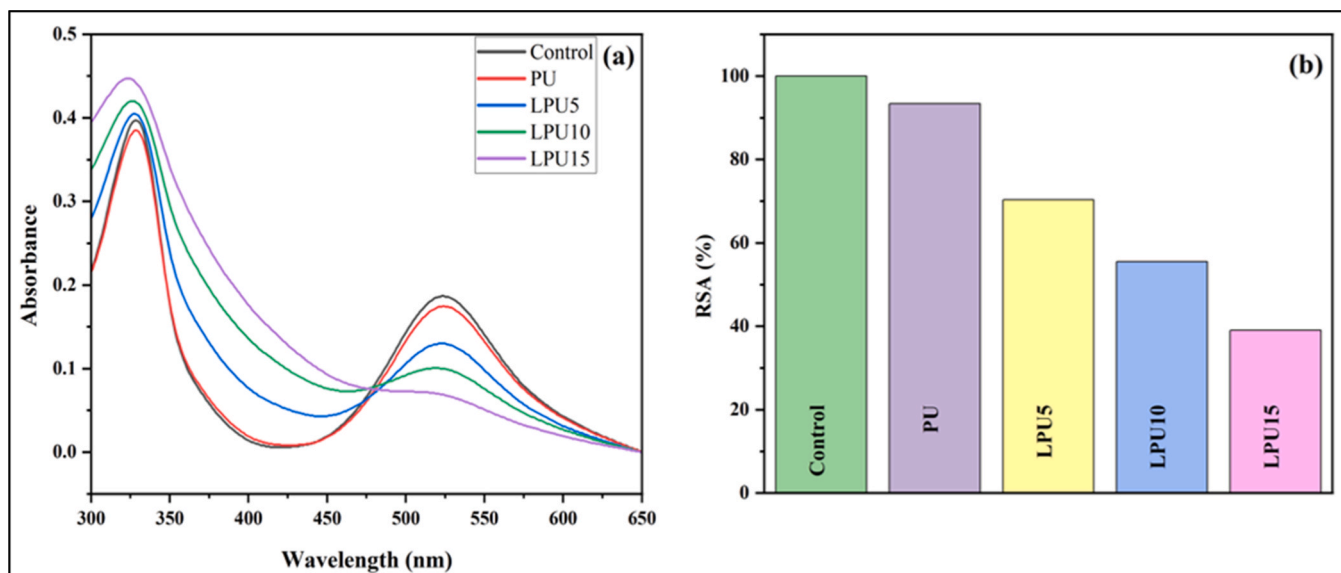 0.5
0.4
0.3
0.2
0.1
0.0
Absorbance
300
350
400
450
500
550
600
650
Wavelength (nm)
Control
PU
LPU5
LPU10
LPU15
(a)
100
80
60
40
20
0
RSA (%)
Control
PU
LPU5
LPU10
LPU15
(b)